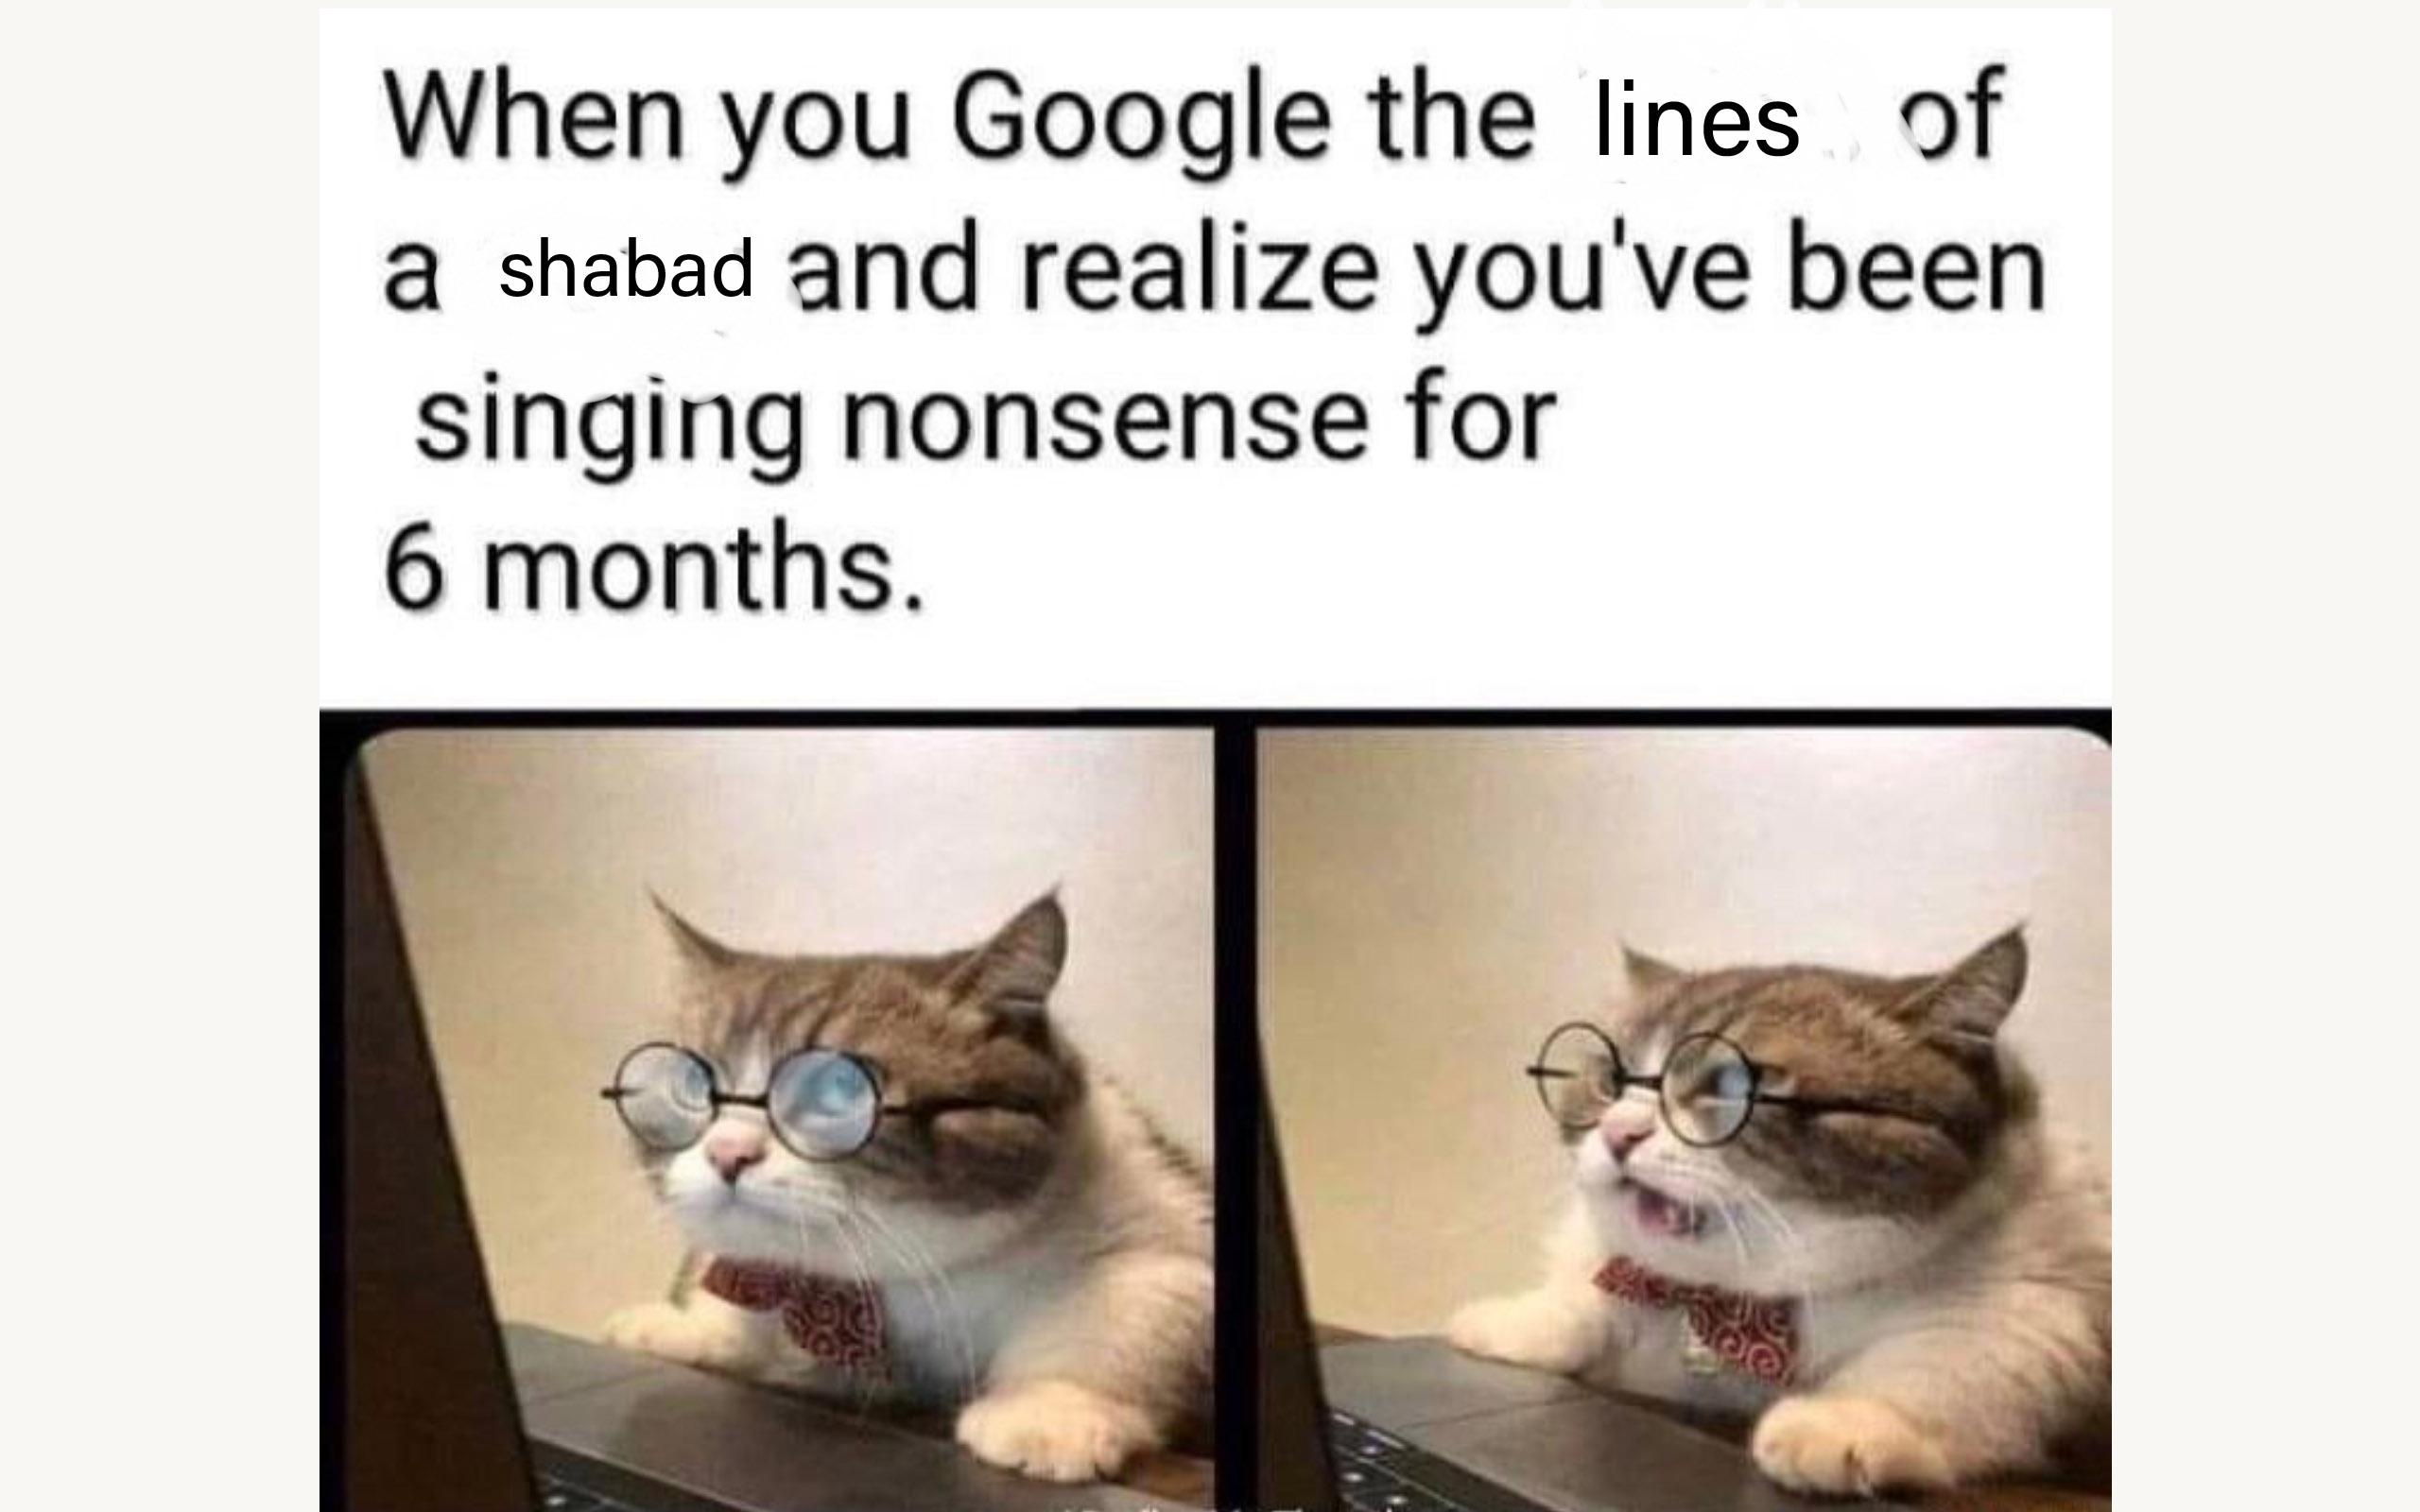 When you Google the lines of
a shabad and realize you've been
singing nonsense for
6 months.